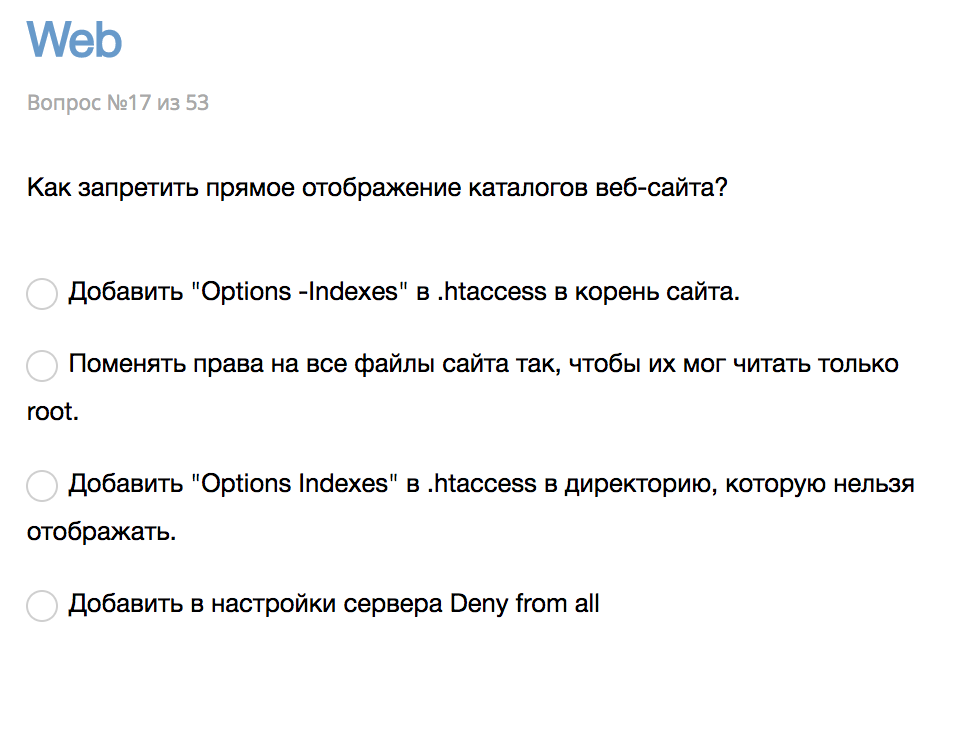 Web
Вопрос №17 из 53
Как запретить прямое отображение каталогов веб-сайта?
Добавить "Options -Indexes" в .htaccess в корень сайта.
Поменять права на все файлы сайта так, чтобы их мог читать только
root.
Добавить "Options Indexes" в .htaccess в директорию, которую нельзя
отображать.
Добавить в настройки сервера Deny from all